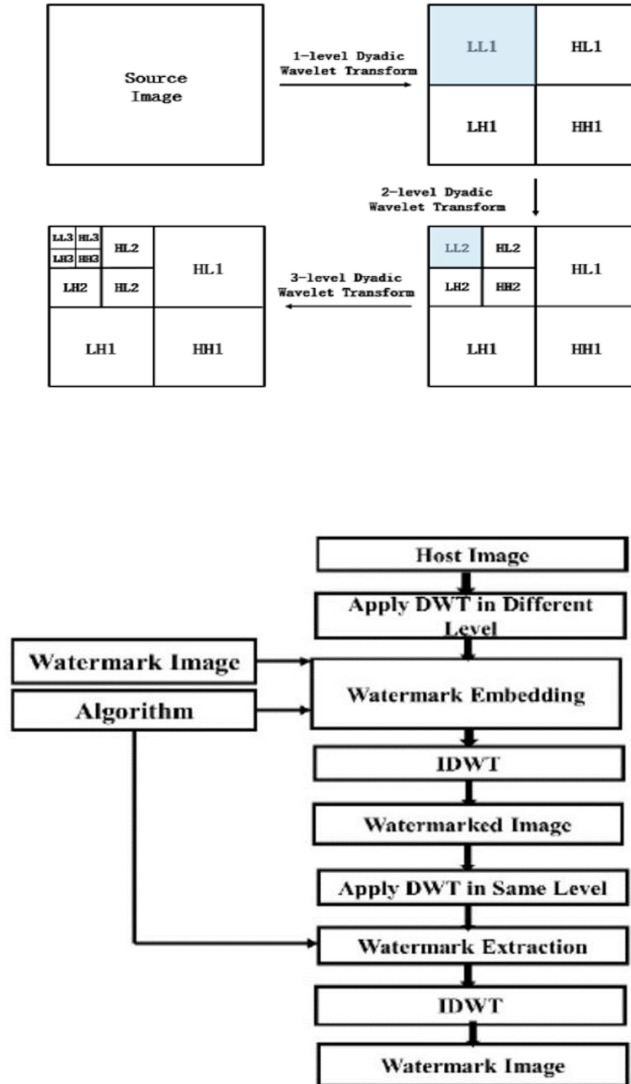 Source
Image
1-level Dyadic
Wavelet Transform
LL1
HL1
LH1
HH1
2-level Dyadic
Wavelet Transform
LL2
HL2
LH2
HH2
HL1
LH1
HH1
3-level Dyadic
Wavelet Transform
LL3
HL3
LH3
HH3
HL2
LH2
HL2
HL1
LH1
HH1
Host Image
Apply DWT in Different
Level
Watermark Image
Algorithm
Watermark Embedding
IDWT
Watermarked Image
Apply DWT in Same Level
Watermark Extraction
IDWT
Watermark Image